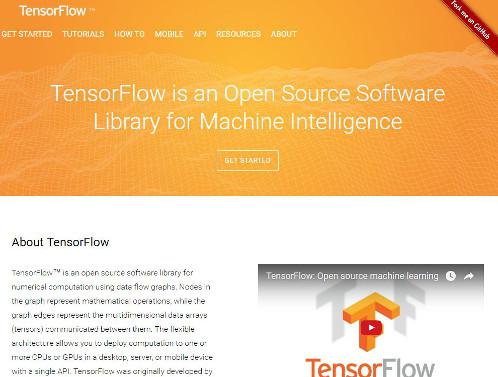 TensorFlow ™
Fork me on GitHub
GET STARTED TUTORIALS HOW TO MOBILE API RESOURCES ABOUT
TensorFlow is an Open Source Software
Library for Machine Intelligence
GET STARTED
About TensorFlow
TensorFlow™ is an open source software library for
numerical computation using data flow graphs. Nodes in
the graph represent mathematical operations, while the
graph edges represent the multidimensional data arrays
(tensors) communicated between them. The flexible
architecture allows you to deploy computation to one or
more CPUs or GPUs in a desktop, server, or mobile device
with a single API. TensorFlow was originally developed by
TensorFlow: Open source machine learning
TensorFlow